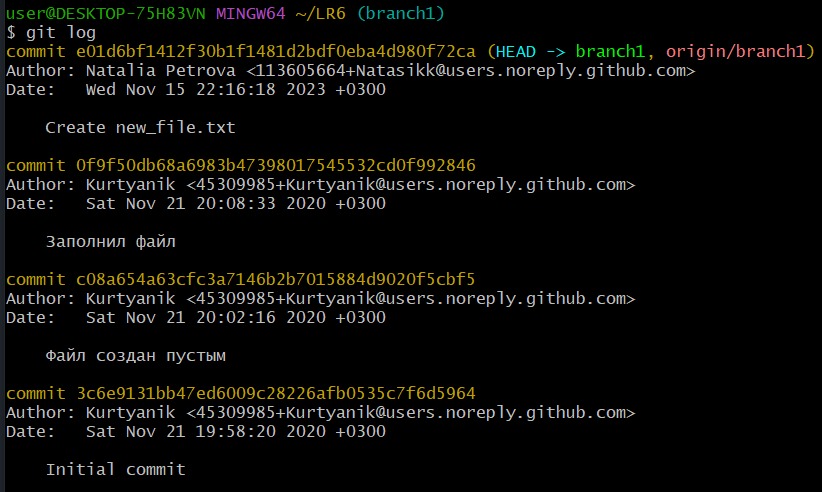 user@DESKTOP-75H83VN MINGW64 ~/LR6 (branch1)
$ git log
commit e01d6bf1412f30b1f1481d2bdf0eba4d980f72ca (HEAD -> branch1, origin/branch1)
Author: Natalia Petrova <113605664+Natasikk@users.noreply.github.com>
Date:   Wed Nov 15 22:16:18 2023 +0300
    Create new_file.txt
commit 0f9f50db68a6983b47398017545532cd0f992846
Author: Kurtyanik <45309985+Kurtyanik@users.noreply.github.com>
Date:   Sat Nov 21 20:08:33 2020 +0300
    Заполнил файл
commit c08a654a63cfc3a7146b2b7015884d9020f5cbf5
Author: Kurtyanik <45309985+Kurtyanik@users.noreply.github.com>
Date:   Sat Nov 21 20:02:16 2020 +0300
    Файл создан пустым
commit 3c6e9131bb47ed6009c28226afb0535c7f6d5964
Author: Kurtyanik <45309985+Kurtyanik@users.noreply.github.com>
Date:   Sat Nov 21 19:58:20 2020 +0300
    Initial commit